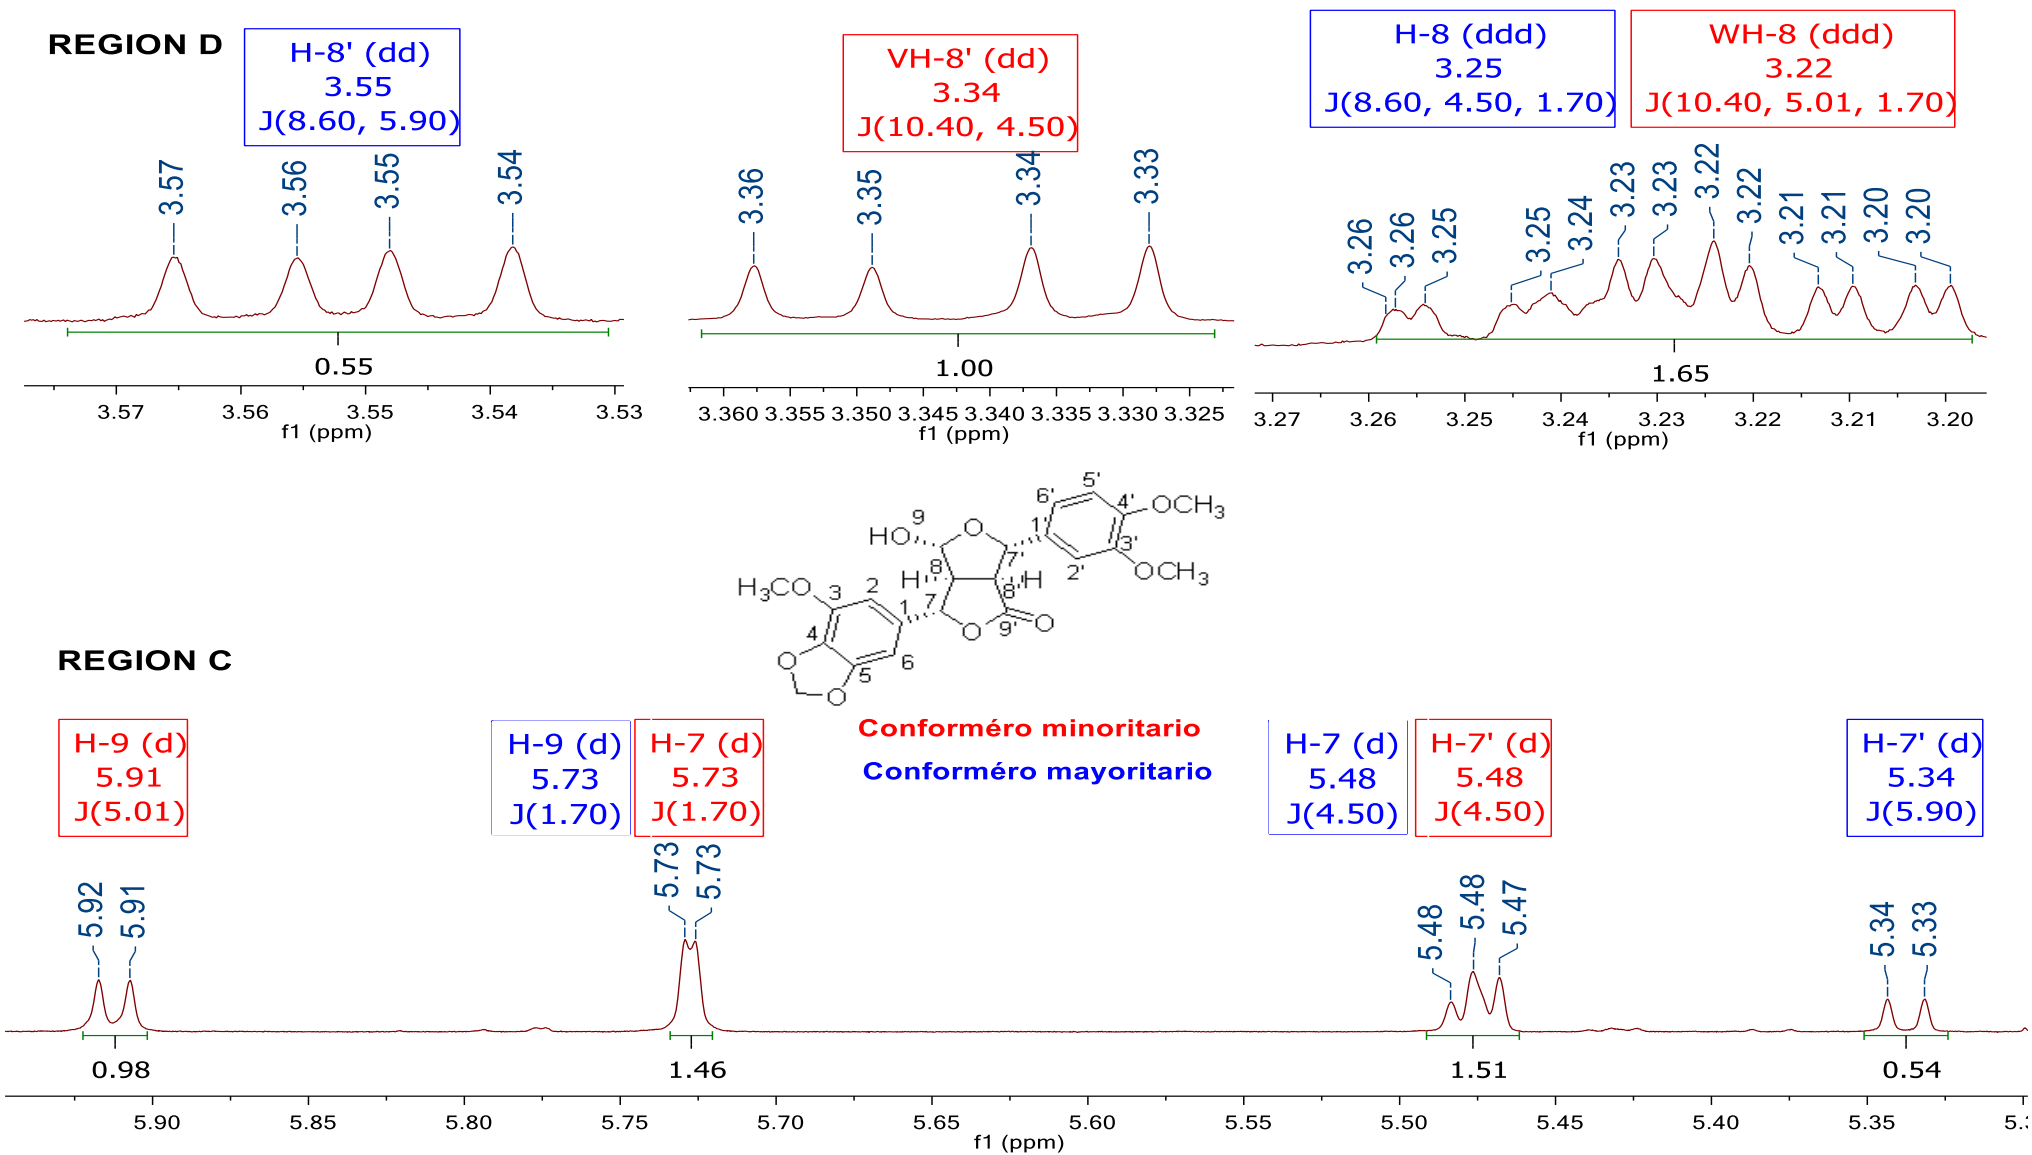 REGION D
H-8' (dd)
3.55
J(8.60, 5.90)
VH-8' (dd)
3.34
J(10.40, 4.50)
H-8 (ddd)
3.25
J(8.60, 4.50, 1.70)
WH-8 (ddd)
3.22
J(10.40, 5.01, 1.70)
3.57
3.56
3.55
3.54
3.36
3.35
3.34
3.33
3.26
3.26
3.25
3.25
3.24
3.23
3.23
3.22
3.22
3.21
3.21
3.20
3.20
0.55
1.00
1.65
3.57 3.56 3.55 3.54 3.53
f1 (ppm)
3.360 3.355 3.350 3.345 3.340 3.335 3.330 3.325
f1 (ppm)
3.27 3.26 3.25 3.24 3.23 3.22 3.21 3.20
f1 (ppm)
5'
6'
4'
OCH3
9
HO
O
1'
3'
7'
2'
OCH3
8
H
H
8'
H3CO
3
2
1
7
O
9'
O
4
6
5
O
O
REGION C
Conforméro minoritario
Conforméro mayoritario
H-9 (d)
5.91
J(5.01)
H-9 (d)
5.73
J(1.70)
H-7 (d)
5.73
J(1.70)
H-7 (d)
5.48
J(4.50)
H-7' (d)
5.48
J(4.50)
H-7' (d)
5.34
J(5.90)
5.92
5.91
5.73
5.73
5.48
5.48
5.47
5.34
5.33
0.98
1.46
1.51
0.54
5.90 5.85 5.80 5.75 5.70 5.65 5.60 5.55 5.50 5.45 5.40 5.35
f1 (ppm)